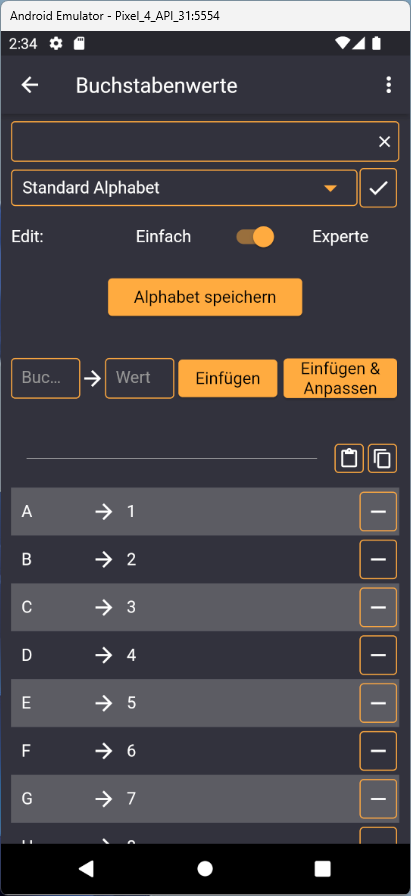 Android Emulator - Pixel_4_API_31:5554
2:34
Buchstabenwerte
Standard Alphabet
Edit: Einfach Experte
Alphabet speichern
Buc... Wert Einfügen Einfügen &
Anpassen
A → 1
B → 2
C → 3
D → 4
E → 5
F → 6
G → 7